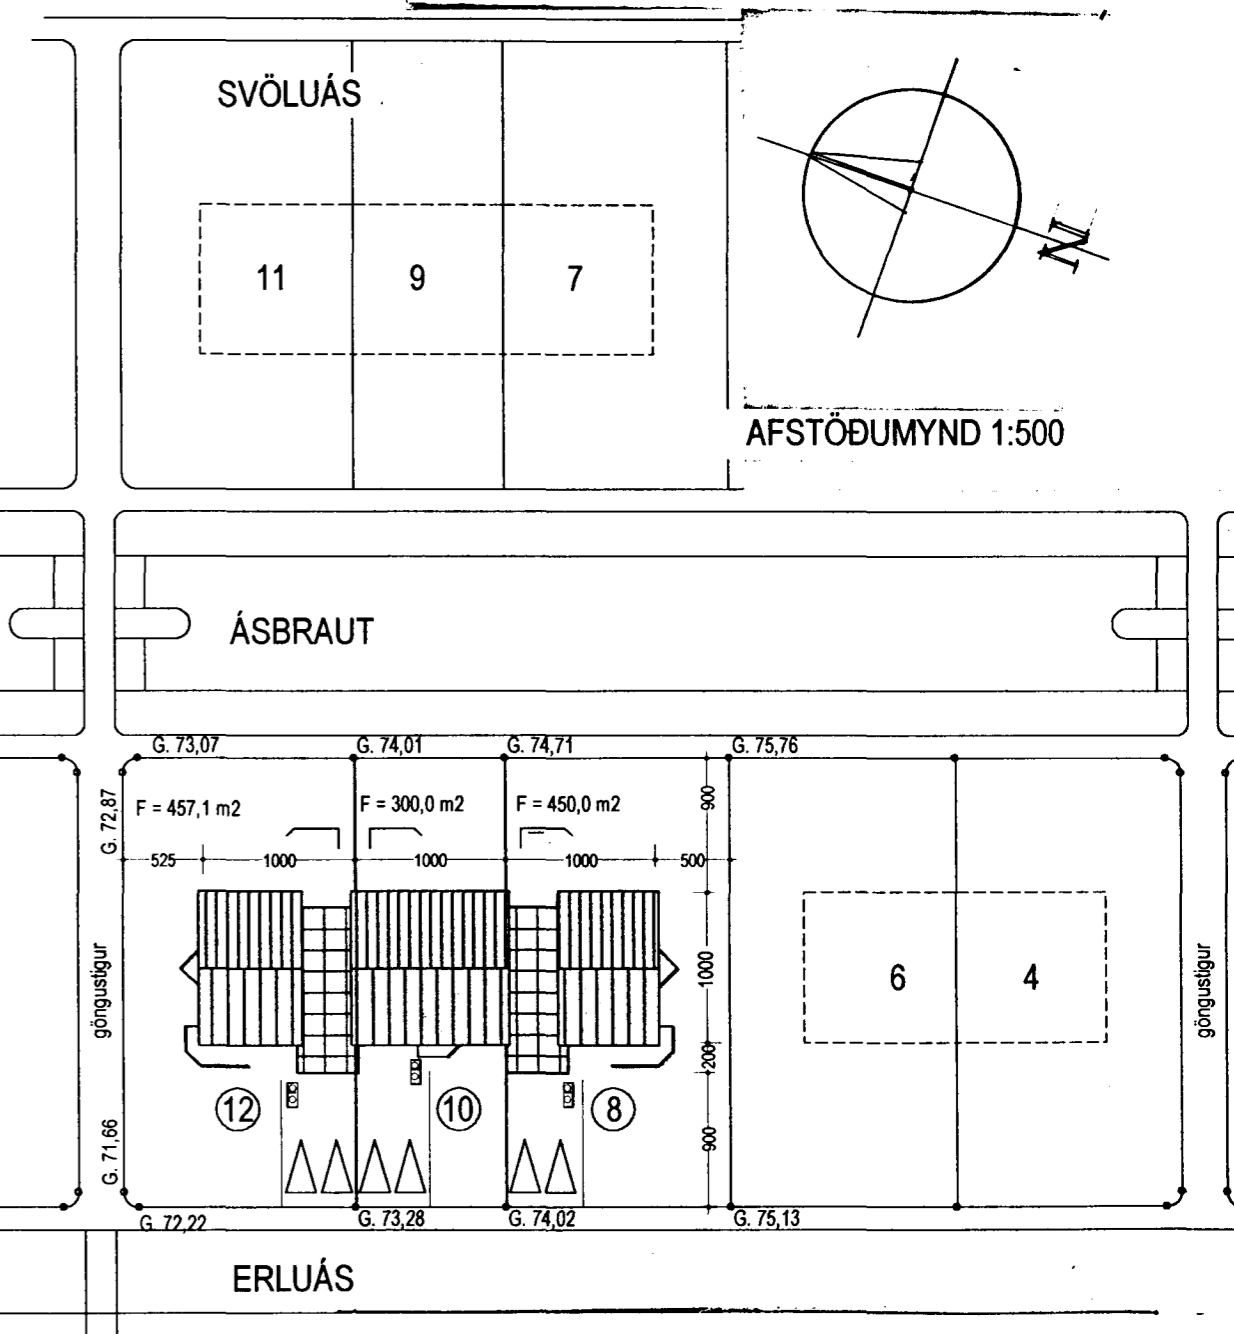 SVÖLUÁS
11
9
7
N
AFSTÖÐUMYND 1:500
ÁSBRAUT
G. 73,07
G. 74,01
G. 74,71
G. 75,76
G. 72,87
F = 457,1 m2
F = 300,0 m2
F = 450,0 m2
900
525
1000
1000
1000
500
göngustigur
1000
6
4
göngustigur
200
12
10
8
900
G. 71,66
G. 72,22
G. 73,28
G. 74,02
G. 75,13
ERLUÁS